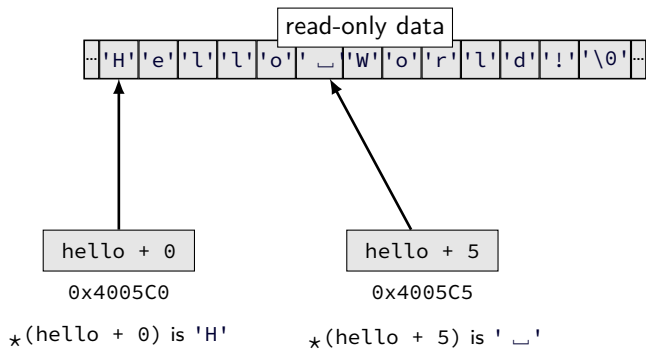 read-only data
... 'H' 'e' 'l' 'l' 'o' '␣' 'W' 'o' 'r' 'l' 'd' '!' '\0' ...
hello + 0 hello + 5
0x4005C0 0x4005C5
*(hello + 0) is 'H' *(hello + 5) is '␣'